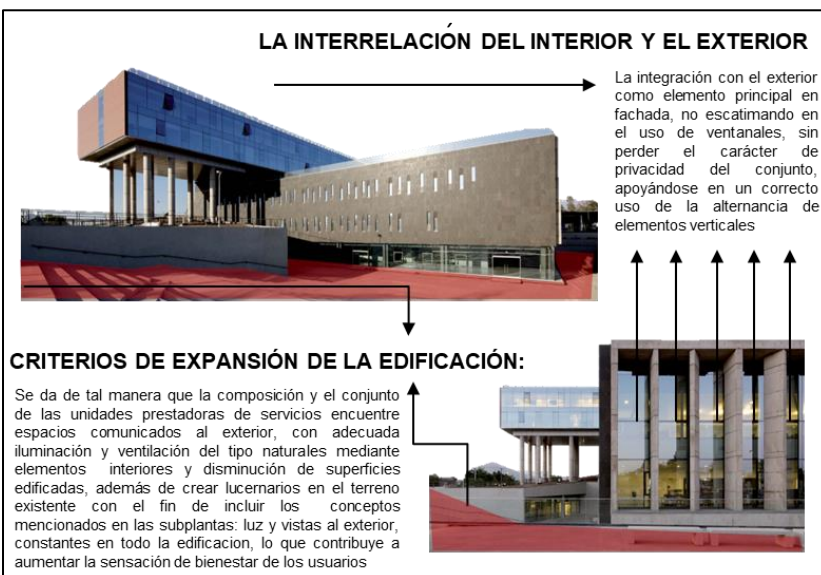 LA INTERRELACIÓN DEL INTERIOR Y EL EXTERIOR
La integración con el exterior
como elemento principal en
fachada, no escatimando en
el uso de ventanales, sin
perder el carácter de
privacidad del conjunto,
apoyándose en un correcto
uso de la alternancia de
elementos verticales
CRITERIOS DE EXPANSIÓN DE LA EDIFICACIÓN:
Se da de tal manera que la composición y el conjunto
de las unidades prestadoras de servicios encuentre
espacios comunicados al exterior, con adecuada
iluminación y ventilación del tipo naturales mediante
elementos interiores y disminución de superficies
edificadas, además de crear lucernarios en el terreno
existente con el fin de incluir los conceptos
mencionados en las subplantas: luz y vistas al exterior,
constantes en todo la edificacion, lo que contribuye a
aumentar la sensación de bienestar de los usuarios